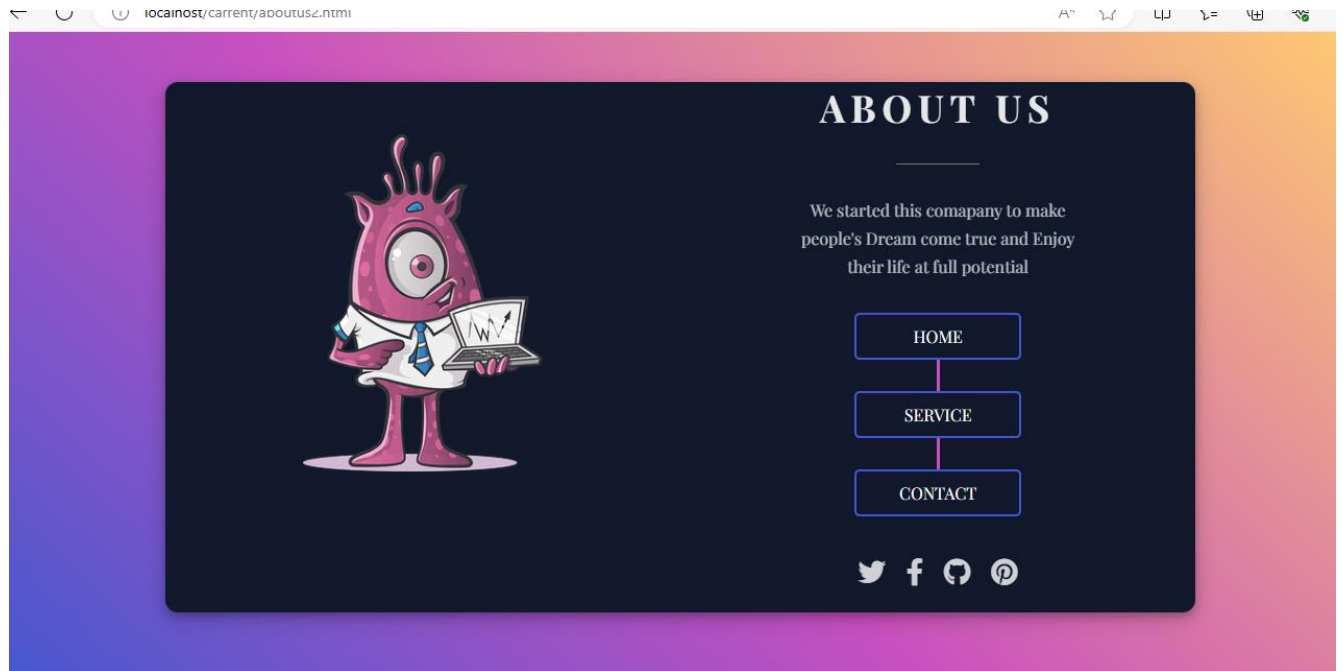 localhost/carrent/aboutus2.html
ABOUT US
We started this comapany to make
people's Dream come true and Enjoy
their life at full potential
HOME
SERVICE
CONTACT